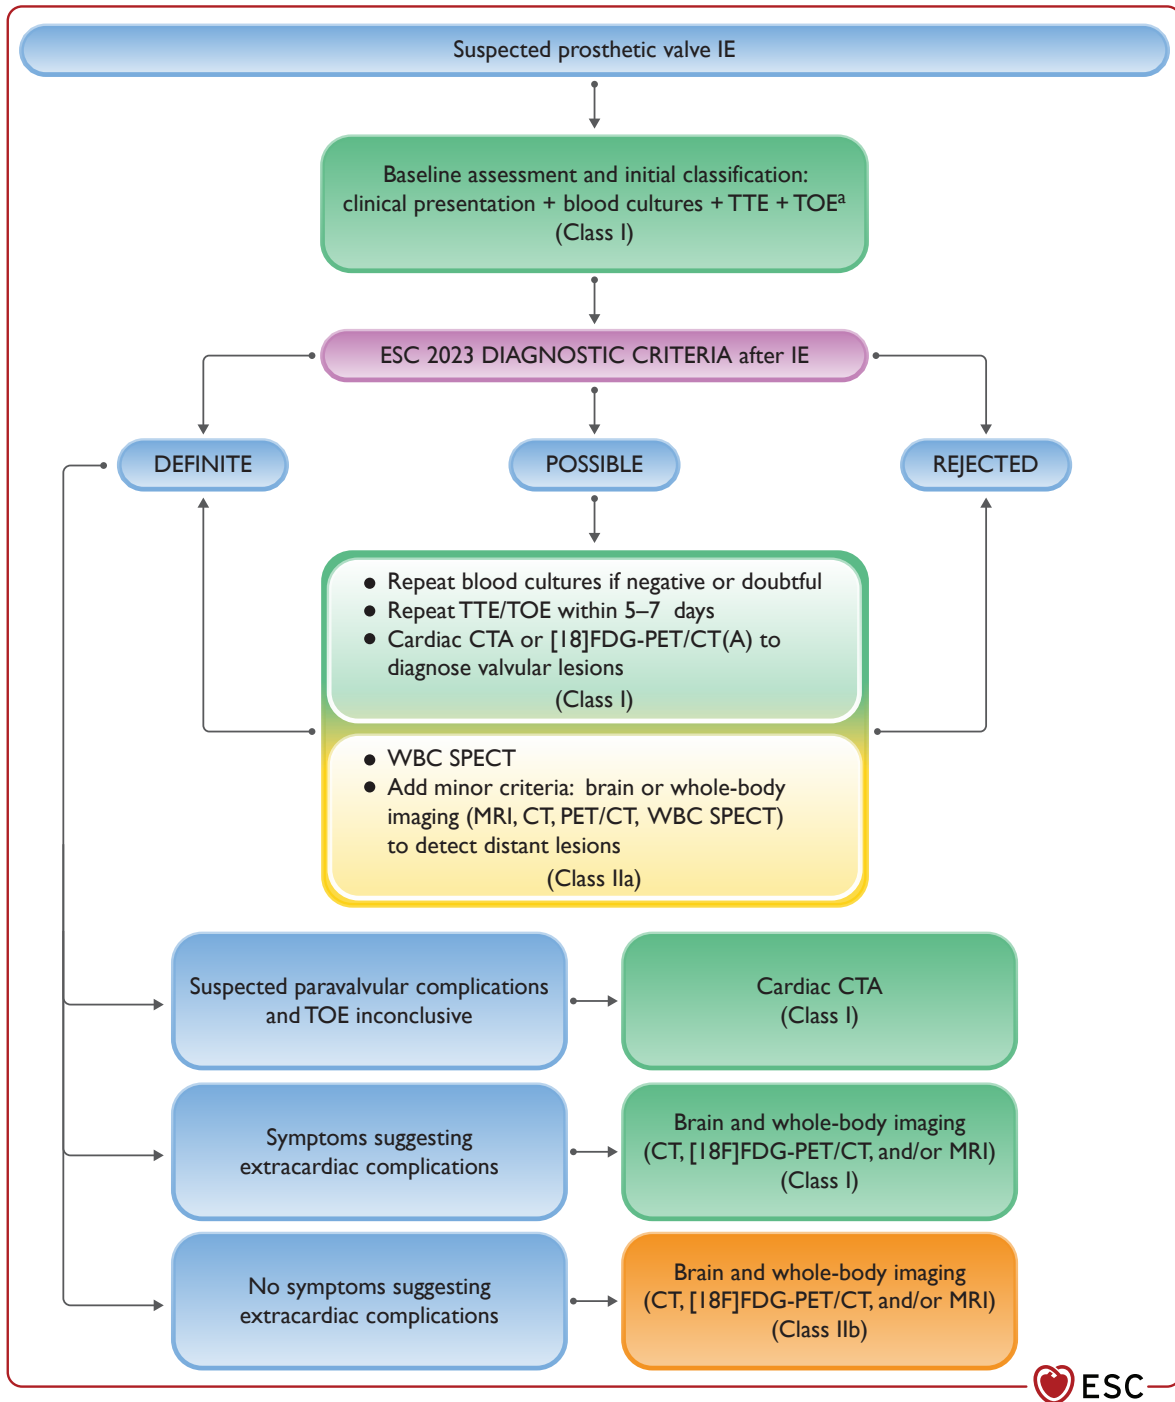 Suspected prosthetic valve IE
Baseline assessment and initial classification:
clinical presentation + blood cultures + TTE + TOEᵃ
(Class I)
ESC 2023 DIAGNOSTIC CRITERIA after IE
DEFINITE
POSSIBLE
REJECTED
● Repeat blood cultures if negative or doubtful
● Repeat TTE/TOE within 5–7 days
● Cardiac CTA or [18]FDG-PET/CT(A) to
diagnose valvular lesions
(Class I)
● WBC SPECT
● Add minor criteria: brain or whole-body
imaging (MRI, CT, PET/CT, WBC SPECT)
to detect distant lesions
(Class IIa)
Suspected paravalvular complications
and TOE inconclusive
Cardiac CTA
(Class I)
Symptoms suggesting
extracardiac complications
Brain and whole-body imaging
(CT, [18F]FDG-PET/CT, and/or MRI)
(Class I)
No symptoms suggesting
extracardiac complications
Brain and whole-body imaging
(CT, [18F]FDG-PET/CT, and/or MRI)
(Class IIb)
ESC